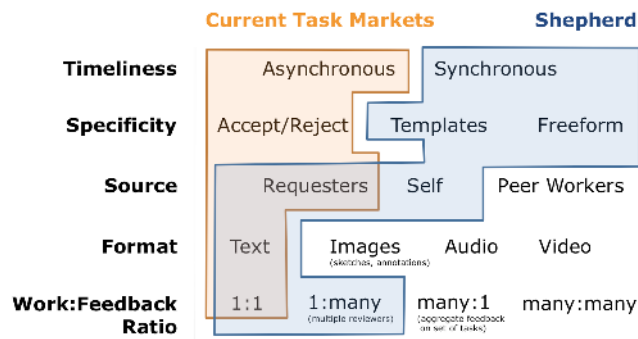 Current Task Markets Shepherd
Timeliness Asynchronous Synchronous
Specificity Accept/Reject Templates Freeform
Source Requesters Self Peer Workers
Format Text Images Audio Video
(sketches, annotations)
Work:Feedback 1:1 1:many many:1 many:many
Ratio (multiple reviewers) (aggregate feedback
on set of tasks)